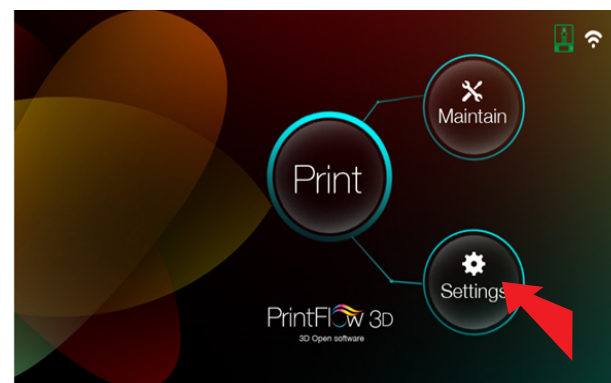 Maintain
Print
Settings
PrintFlow 3D
3D Open software